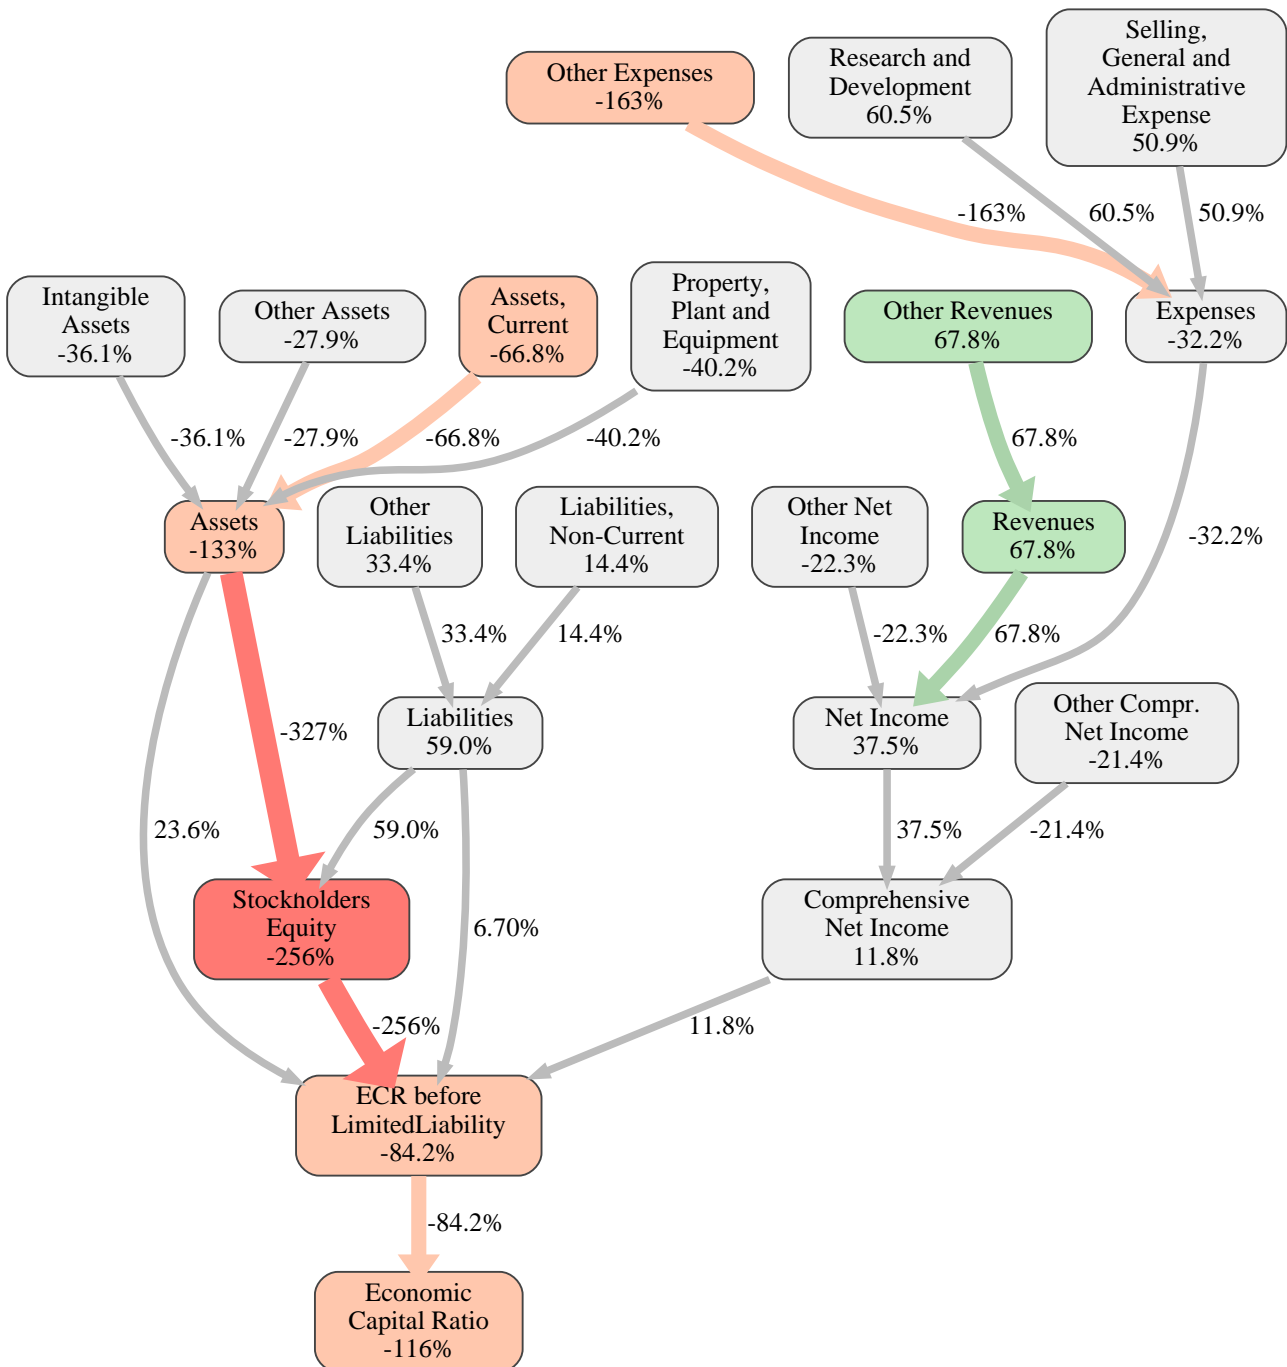 Selling,
General and
Administrative
Expense
50.9%
Research and
Development
60.5%
Other Expenses
-163%
-163%
60.5%
50.9%
Intangible
Assets
-36.1%
Other Assets
-27.9%
Assets,
Current
-66.8%
Property,
Plant and
Equipment
-40.2%
Other Revenues
67.8%
Expenses
-32.2%
-36.1%
-27.9%
-66.8%
-40.2%
67.8%
-32.2%
Assets
-133%
Other
Liabilities
33.4%
Liabilities,
Non-Current
14.4%
Other Net
Income
-22.3%
Revenues
67.8%
33.4%
14.4%
-22.3%
67.8%
Liabilities
59.0%
Net Income
37.5%
Other Compr.
Net Income
-21.4%
-327%
23.6%
59.0%
37.5%
-21.4%
Stockholders
Equity
-256%
6.70%
Comprehensive
Net Income
11.8%
-256%
11.8%
ECR before
LimitedLiability
-84.2%
-84.2%
Economic
Capital Ratio
-116%